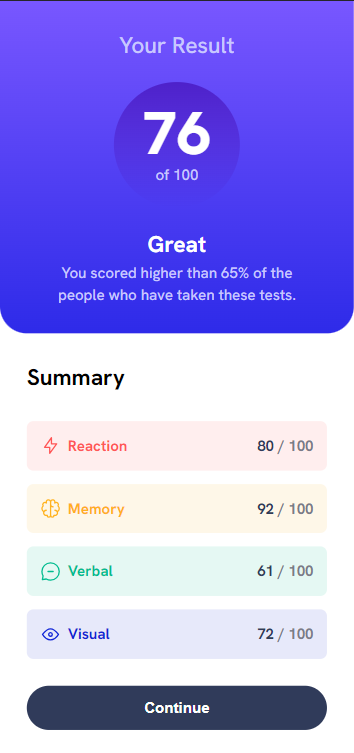 Your Result
76
of 100
Great
You scored higher than 65% of the
people who have taken these tests.
Summary
Reaction 80 / 100
Memory 92 / 100
Verbal 61 / 100
Visual 72 / 100
Continue